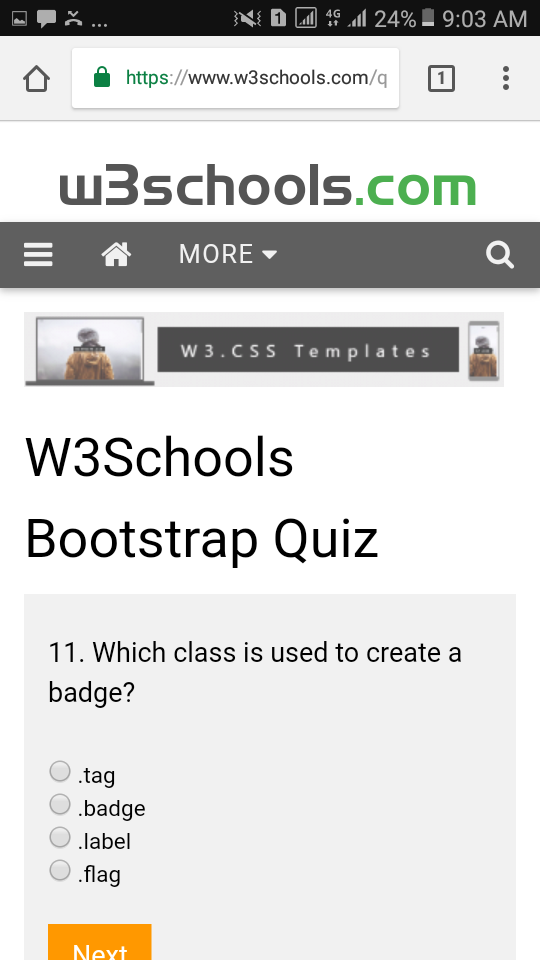 ... 1 4G 24% 9:03 AM
https://www.w3schools.com/q 1
w3schools.com
MORE
W3.CSS Templates
W3Schools
Bootstrap Quiz
11. Which class is used to create a
badge?
.tag
.badge
.label
.flag
Next